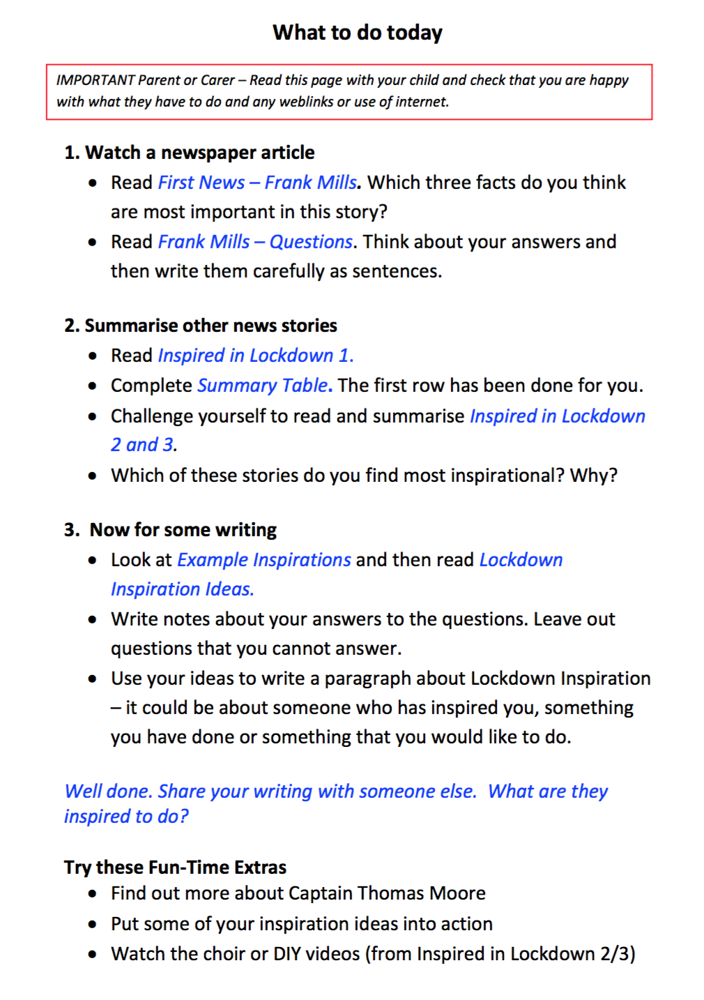 What to do today
IMPORTANT Parent or Carer – Read this page with your child and check that you are happy
with what they have to do and any weblinks or use of internet.
1. Watch a newspaper article
• Read First News – Frank Mills. Which three facts do you think
are most important in this story?
• Read Frank Mills – Questions. Think about your answers and
then write them carefully as sentences.
2. Summarise other news stories
• Read Inspired in Lockdown 1.
• Complete Summary Table. The first row has been done for you.
• Challenge yourself to read and summarise Inspired in Lockdown
2 and 3.
• Which of these stories do you find most inspirational? Why?
3.  Now for some writing
• Look at Example Inspirations and then read Lockdown
Inspiration Ideas.
• Write notes about your answers to the questions. Leave out
questions that you cannot answer.
• Use your ideas to write a paragraph about Lockdown Inspiration
– it could be about someone who has inspired you, something
you have done or something that you would like to do.
Well done. Share your writing with someone else.  What are they
inspired to do?
Try these Fun-Time Extras
• Find out more about Captain Thomas Moore
• Put some of your inspiration ideas into action
• Watch the choir or DIY videos (from Inspired in Lockdown 2/3)